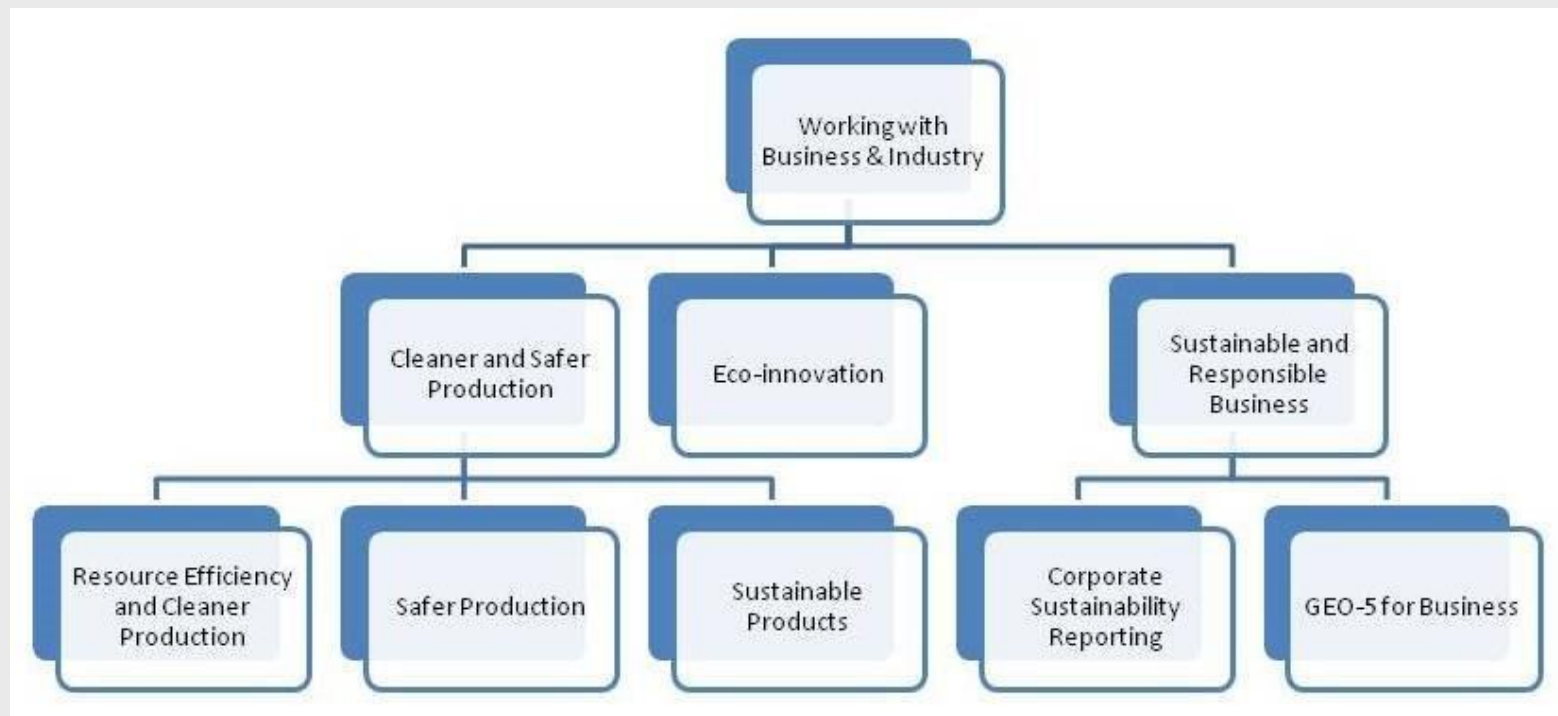 Working with
Business & Industry
Cleaner and Safer
Production
Eco-innovation
Sustainable and
Responsible
Business
Resource Efficiency
and Cleaner
Production
Safer Production
Sustainable
Products
Corporate
Sustainability
Reporting
GEO-5 for Business